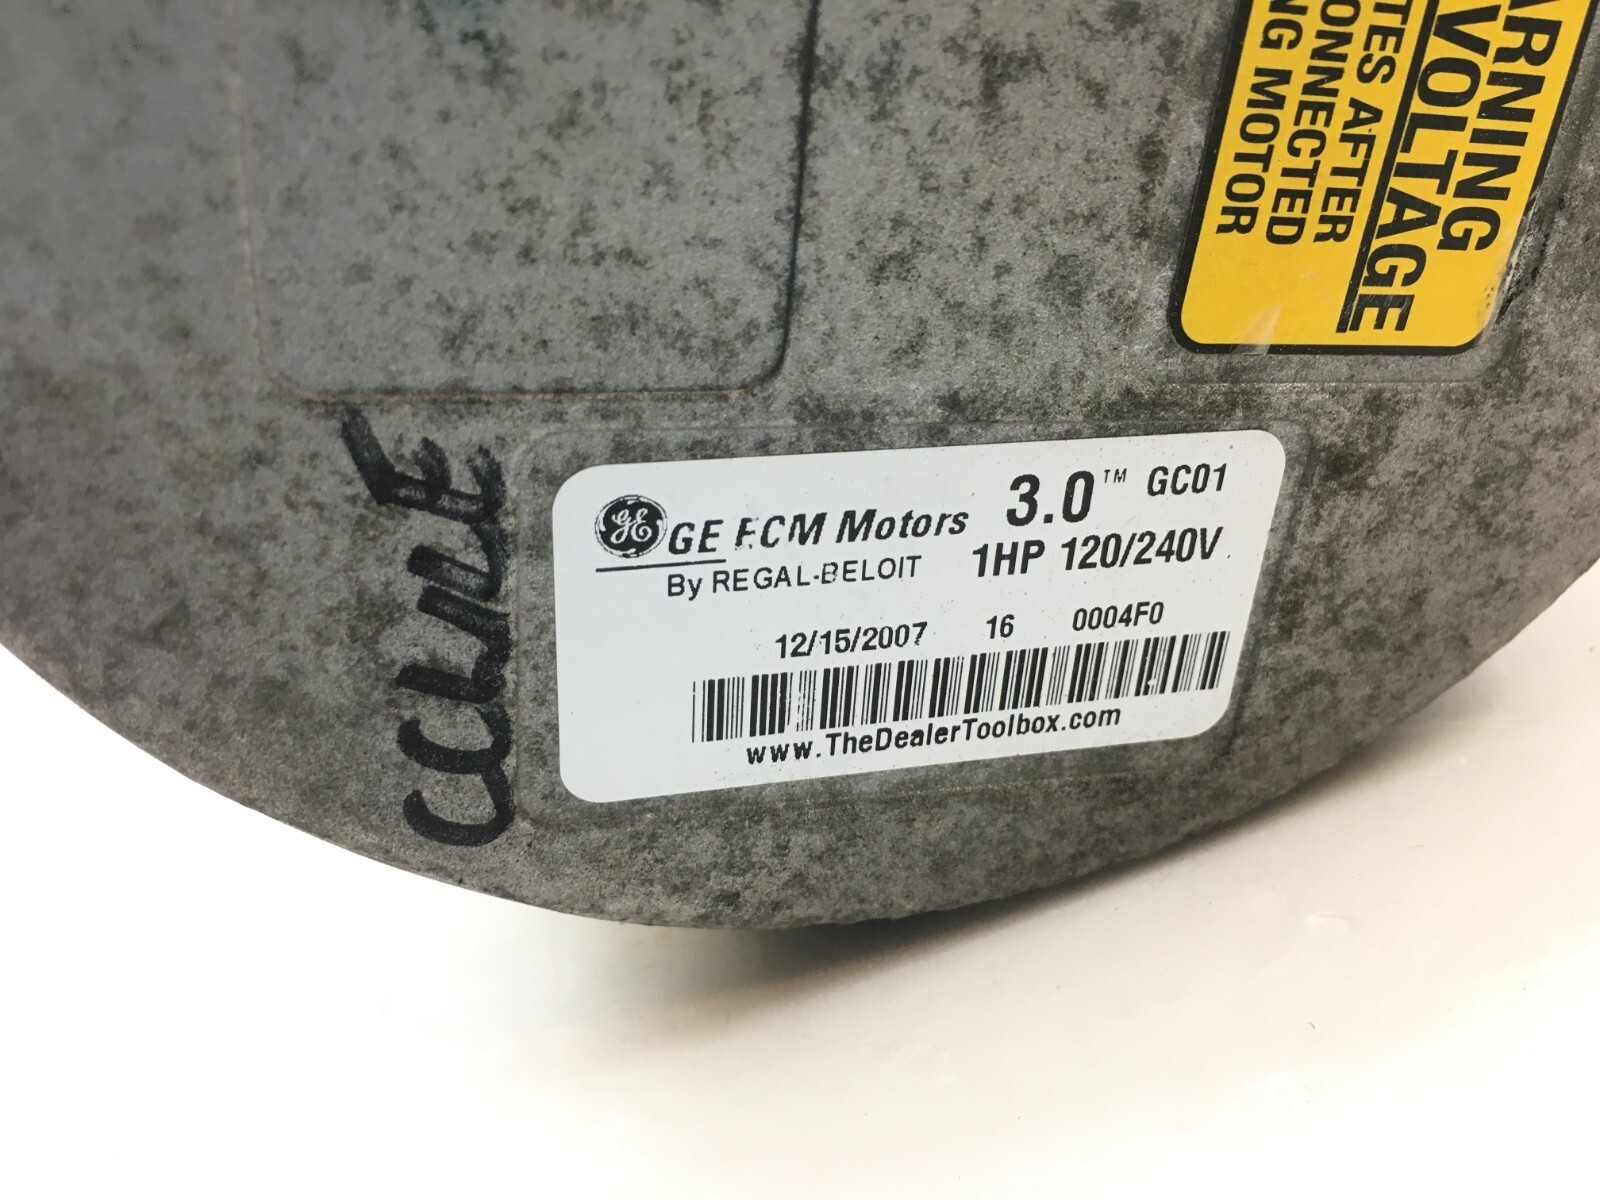 GE
GE ECM Motors
By REGAL-BELOIT
3.0™ GC01
1HP 120/240V
12/15/2007 16 0004F0
www.TheDealerToolbox.com
ARNING
VOLTAGE
TES AFTER
ONNECTED
NG MOTOR